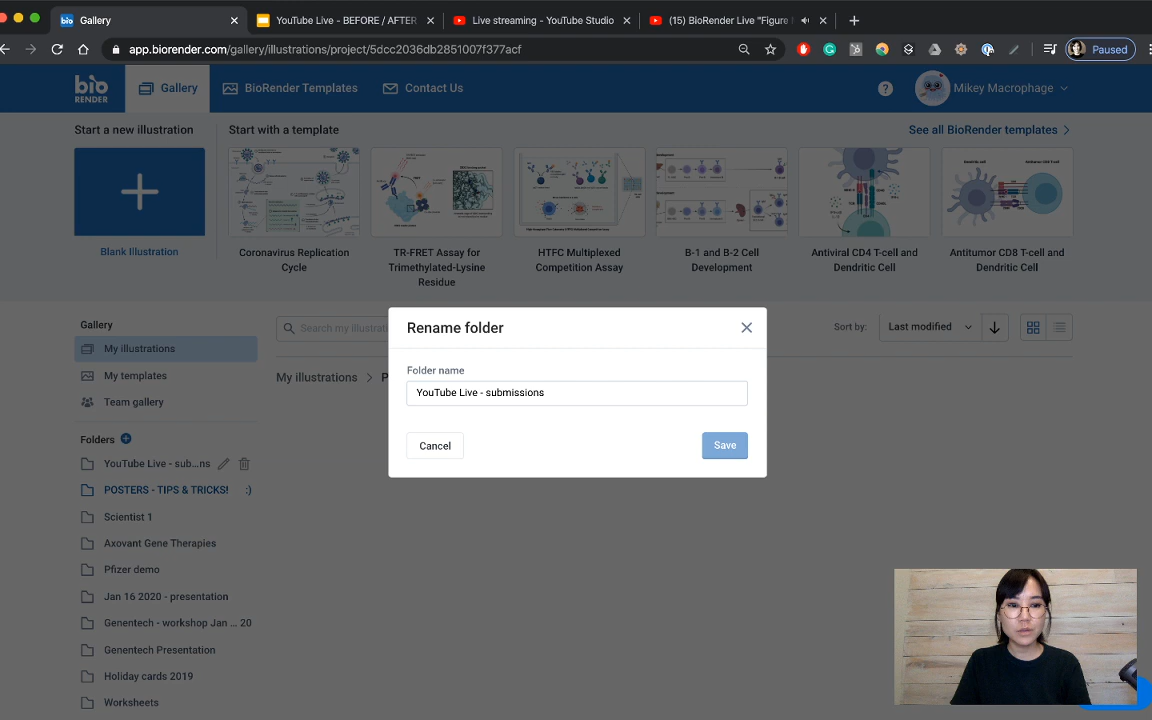 Gallery
YouTube Live - BEFORE / AFTER
Live streaming - YouTube Studio
(15) BioRender Live "Figure
app.biorender.com/gallery/illustrations/project/5dcc2036db2851007f377acf
Paused
bio
RENDER
Gallery
BioRender Templates
Contact Us
?
Mikey Macrophage
Start a new illustration
Start with a template
See all BioRender templates
Blank Illustration
Coronavirus Replication
Cycle
TR-FRET Assay for
Trimethylated-Lysine
Residue
HTFC Multiplexed
Competition Assay
B-1 and B-2 Cell
Development
Antiviral CD4 T-cell and
Dendritic Cell
Antitumor CD8 T-cell and
Dendritic Cell
Gallery
My illustrations
My templates
Team gallery
Folders
YouTube Live - sub...ns
POSTERS - TIPS & TRICKS! :)
Scientist 1
Axovant Gene Therapies
Pfizer demo
Jan 16 2020 - presentation
Genentech - workshop Jan ... 20
Genentech Presentation
Holiday cards 2019
Worksheets
Search my illustrati
Sort by:
Last modified
My illustrations > P
Rename folder
Folder name
YouTube Live - submissions
Cancel
Save